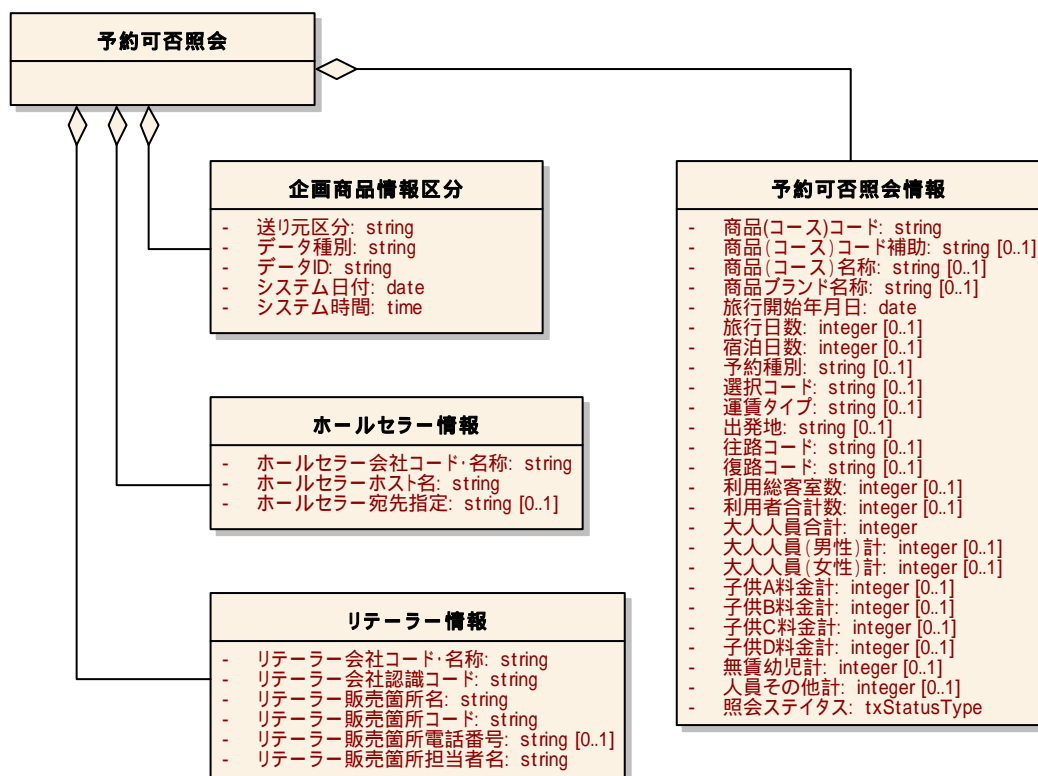 予約可否照会
企画商品情報区分
- 送り元区分: string
- データ種別: string
- データID: string
- システム日付: date
- システム時間: time
ホールセラー情報
- ホールセラー会社コード・名称: string
- ホールセラーホスト名: string
- ホールセラー宛先指定: string [0..1]
リテーラー情報
- リテーラー会社コード・名称: string
- リテーラー会社認識コード: string
- リテーラー販売箇所名: string
- リテーラー販売箇所コード: string
- リテーラー販売箇所電話番号: string [0..1]
- リテーラー販売箇所担当者名: string
予約可否照会情報
- 商品(コース)コード: string
- 商品(コース)コード補助: string [0..1]
- 商品(コース)名称: string [0..1]
- 商品ブランド名称: string [0..1]
- 旅行開始年月日: date
- 旅行日数: integer [0..1]
- 宿泊日数: integer [0..1]
- 予約種別: string [0..1]
- 選択コード: string [0..1]
- 運賃タイプ: string [0..1]
- 出発地: string [0..1]
- 往路コード: string [0..1]
- 復路コード: string [0..1]
- 利用総客室数: integer [0..1]
- 利用者合計数: integer [0..1]
- 大人人員合計: integer
- 大人人員(男性)計: integer [0..1]
- 大人人員(女性)計: integer [0..1]
- 子供A料金計: integer [0..1]
- 子供B料金計: integer [0..1]
- 子供C料金計: integer [0..1]
- 子供D料金計: integer [0..1]
- 無賃幼児計: integer [0..1]
- 人員その他計: integer [0..1]
- 照会ステイタス: txStatusType